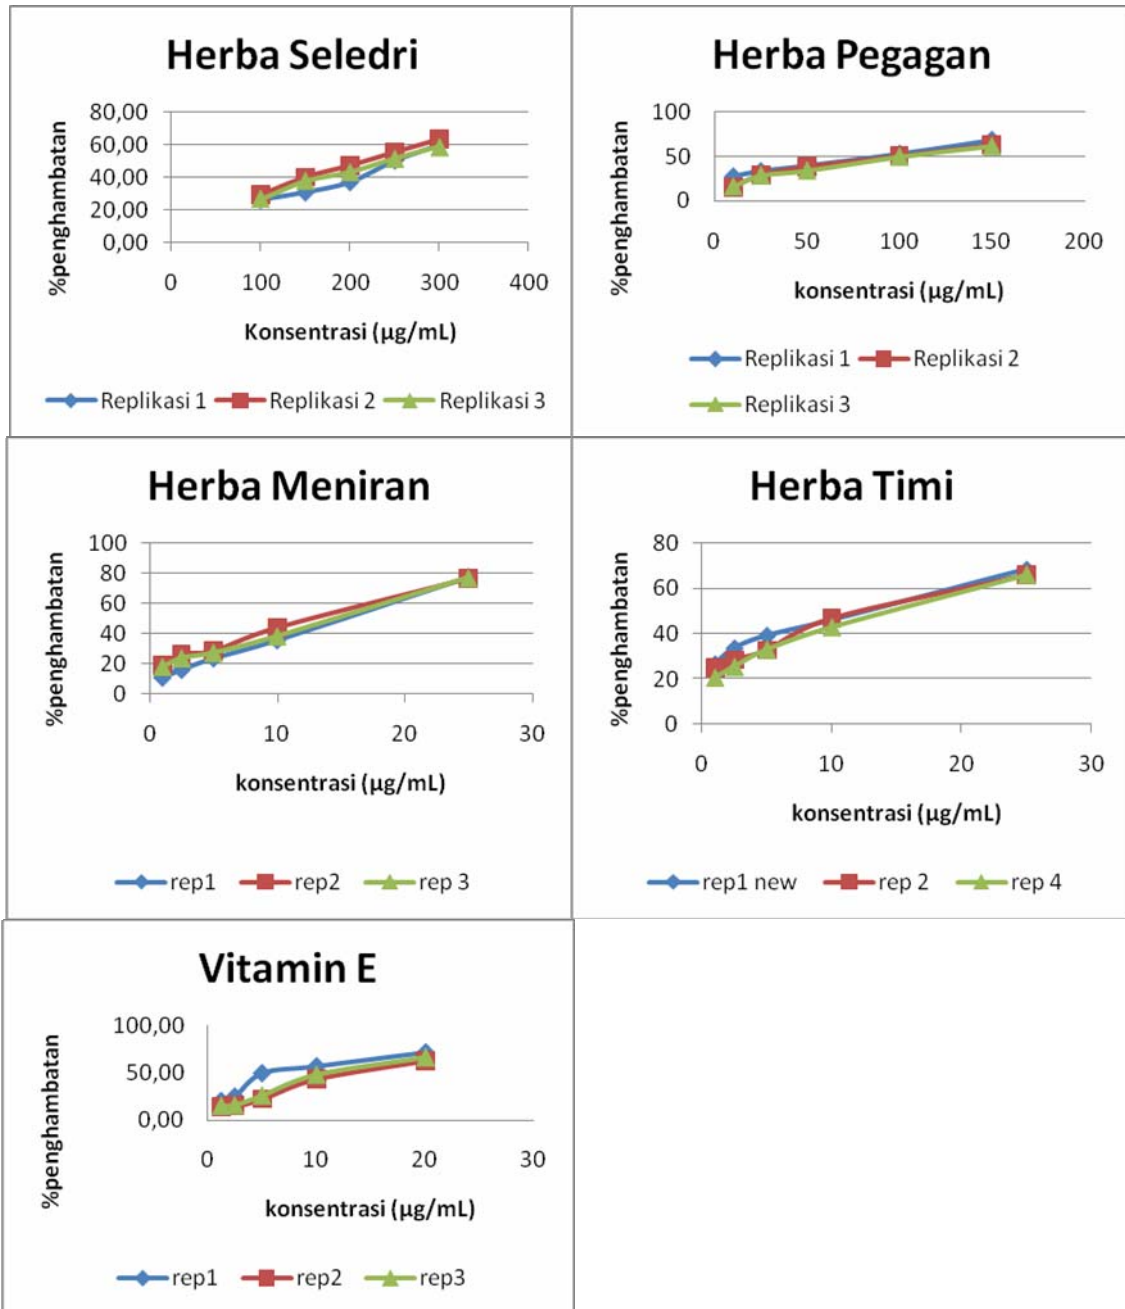 Herba Seledri
%penghambatan
80,00
60,00
40,00
20,00
0,00
0 100 200 300 400
Konsentrasi (µg/mL)
Replikasi 1 Replikasi 2 Replikasi 3
Herba Pegagan
%penghambatan
100
50
0
0 50 100 150 200
konsentrasi (µg/mL)
Replikasi 1 Replikasi 2
Replikasi 3
Herba Meniran
%penghambatan
100
80
60
40
20
0
0 10 20 30
konsentrasi (µg/mL)
rep1 rep2 rep 3
Herba Timi
%penghambatan
80
60
40
20
0
0 10 20 30
konsentrasi (µg/mL)
rep1 new rep 2 rep 4
Vitamin E
%penghambatan
100,00
50,00
0,00
0 10 20 30
konsentrasi (µg/mL)
rep1 rep2 rep3